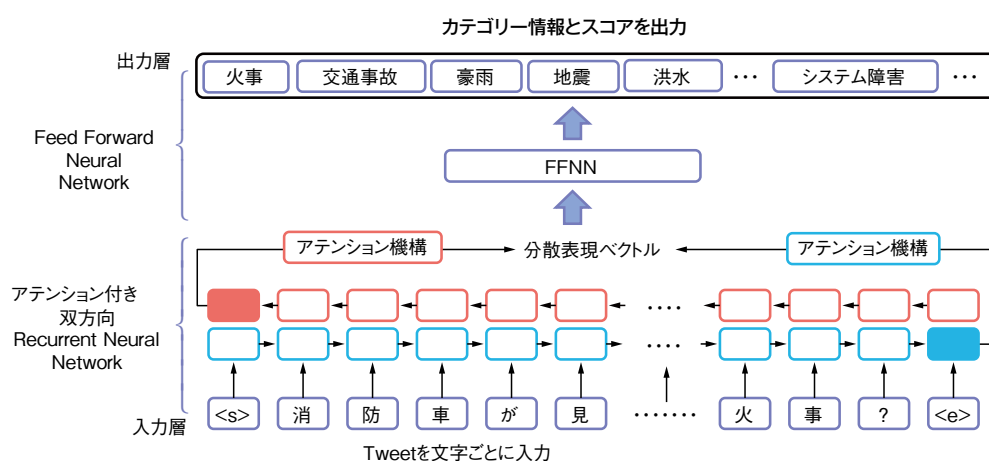 カテゴリー情報とスコアを出力
出力層
火事 交通事故 豪雨 地震 洪水 … システム障害 …
Feed Forward
Neural
Network
FFNN
アテンション機構 分散表現ベクトル アテンション機構
アテンション付き
双方向
Recurrent Neural
Network
‥‥
‥‥
入力層
<s> 消 防 車 が 見 ‥‥‥‥ 火 事 ? <e>
Tweetを文字ごとに入力